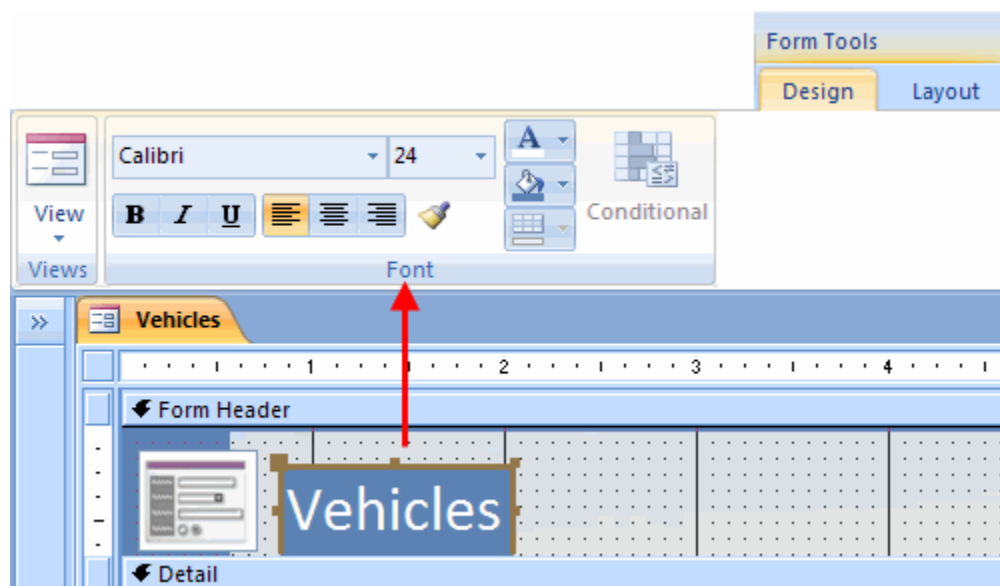 Form Tools
Design Layout
Calibri 24 A
View B I U Conditional
Views Font
Vehicles
1 2 3 4
Form Header
Vehicles
Detail